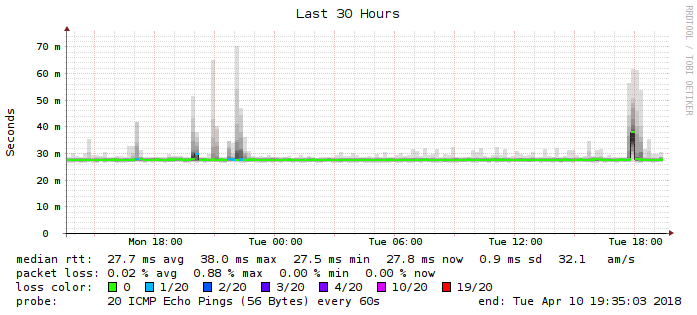 Last 30 Hours
RRDTOOL / TOBI OETIKER
Seconds
70 m
60 m
50 m
40 m
30 m
20 m
10 m
0
Mon 18:00 Tue 00:00 Tue 06:00 Tue 12:00 Tue 18:00
median rtt: 27.7 ms avg 38.0 ms max 27.5 ms min 27.8 ms now 0.9 ms sd 32.1 am/s
packet loss: 0.02 % avg 0.88 % max 0.00 % min 0.00 % now
loss color: 0 1/20 2/20 3/20 4/20 10/20 19/20
probe: 20 ICMP Echo Pings (56 Bytes) every 60s end: Tue Apr 10 19:35:03 2018